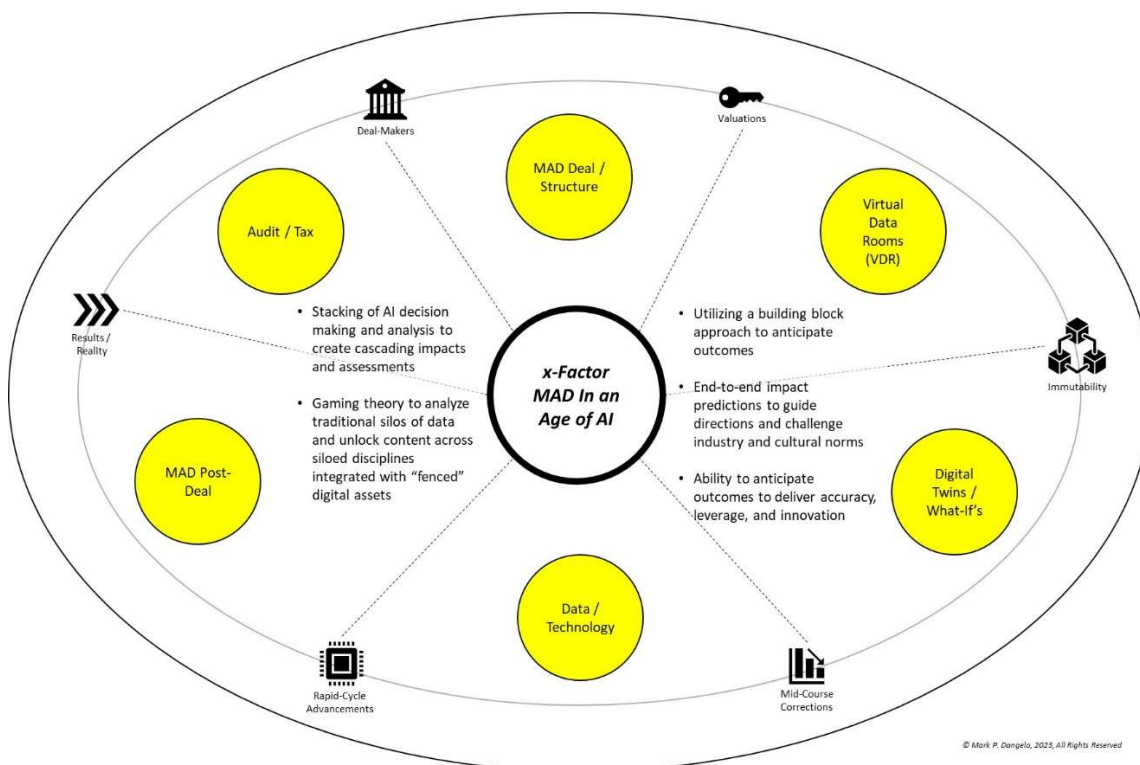 Deal-Makers
Valuations
MAD Deal /
Structure
Audit / Tax
Virtual
Data
Rooms
(VDR)
Results /
Reality
Immutability
• Stacking of AI decision
making and analysis to
create cascading impacts
and assessments
• Gaming theory to analyze
traditional silos of data
and unlock content across
siloed disciplines
integrated with “fenced”
digital assets
x-Factor
MAD In an
Age of AI
• Utilizing a building block
approach to anticipate
outcomes
• End-to-end impact
predictions to guide
directions and challenge
industry and cultural norms
• Ability to anticipate
outcomes to deliver accuracy,
leverage, and innovation
MAD Post-
Deal
Digital
Twins /
What-If’s
Data /
Technology
Rapid-Cycle
Advancements
Mid-Course
Corrections
© Mark P. Dangelo, 2023, All Rights Reserved